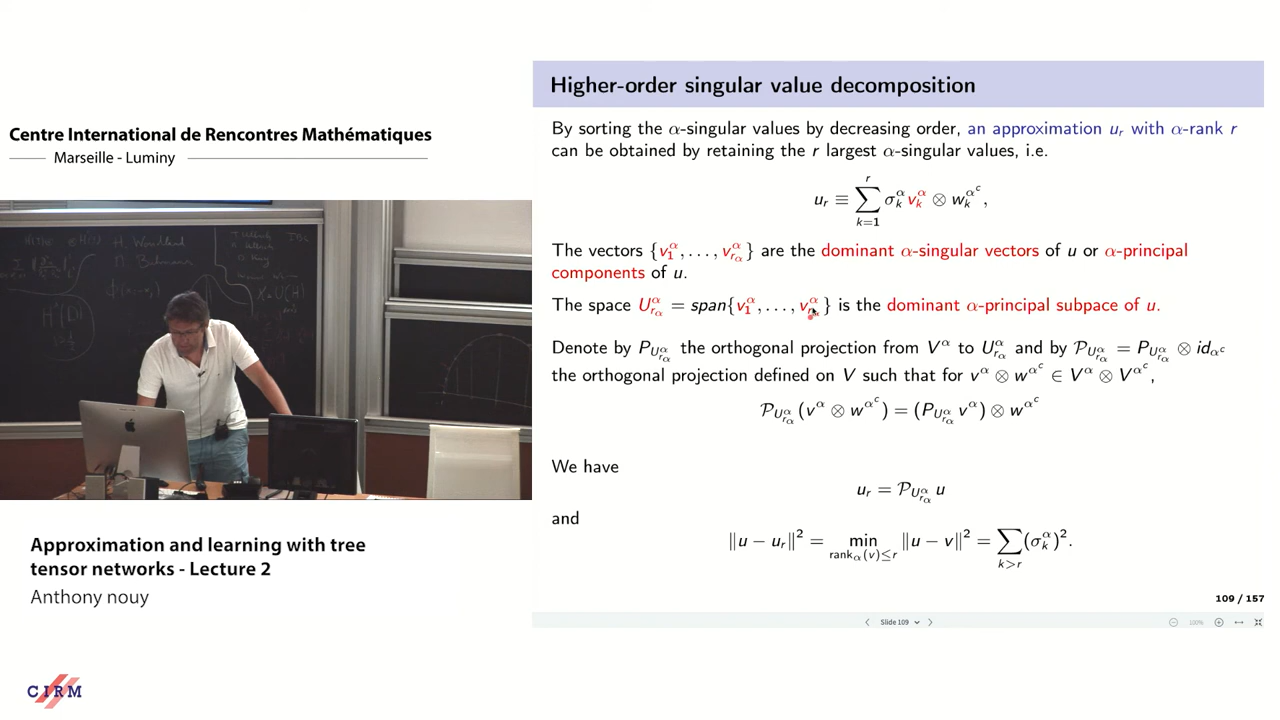 Centre International de Rencontres Mathématiques
Marseille - Luminy
Approximation and learning with tree
tensor networks - Lecture 2
Anthony nouy
CIRM
Higher-order singular value decomposition
By sorting the α-singular values by decreasing order, an approximation u_r with α-rank r
can be obtained by retaining the r largest α-singular values, i.e.
u_r ≡ ∑_{k=1}^{r} σ_k^α v_k^α ⊗ w_k^{α^c},
The vectors {v_1^α, . . . , v_{r_α}^α} are the dominant α-singular vectors of u or α-principal
components of u.
The space U_{r_α}^α = span{v_1^α, . . . , v_{r_α}^α} is the dominant α-principal subpace of u.
Denote by P_{U_{r_α}^α} the orthogonal projection from V^α to U_{r_α}^α and by 𝒫_{U_{r_α}^α} = P_{U_{r_α}^α} ⊗ id_{α^c}
the orthogonal projection defined on V such that for v^α ⊗ w^{α^c} ∈ V^α ⊗ V^{α^c},
𝒫_{U_{r_α}^α}(v^α ⊗ w^{α^c}) = (P_{U_{r_α}^α} v^α) ⊗ w^{α^c}
We have
u_r = 𝒫_{U_{r_α}^α} u
and
‖u − u_r‖² = min_{rank_α(v)≤r} ‖u − v‖² = ∑_{k>r} (σ_k^α)².
109 / 157
Slide 109
100%